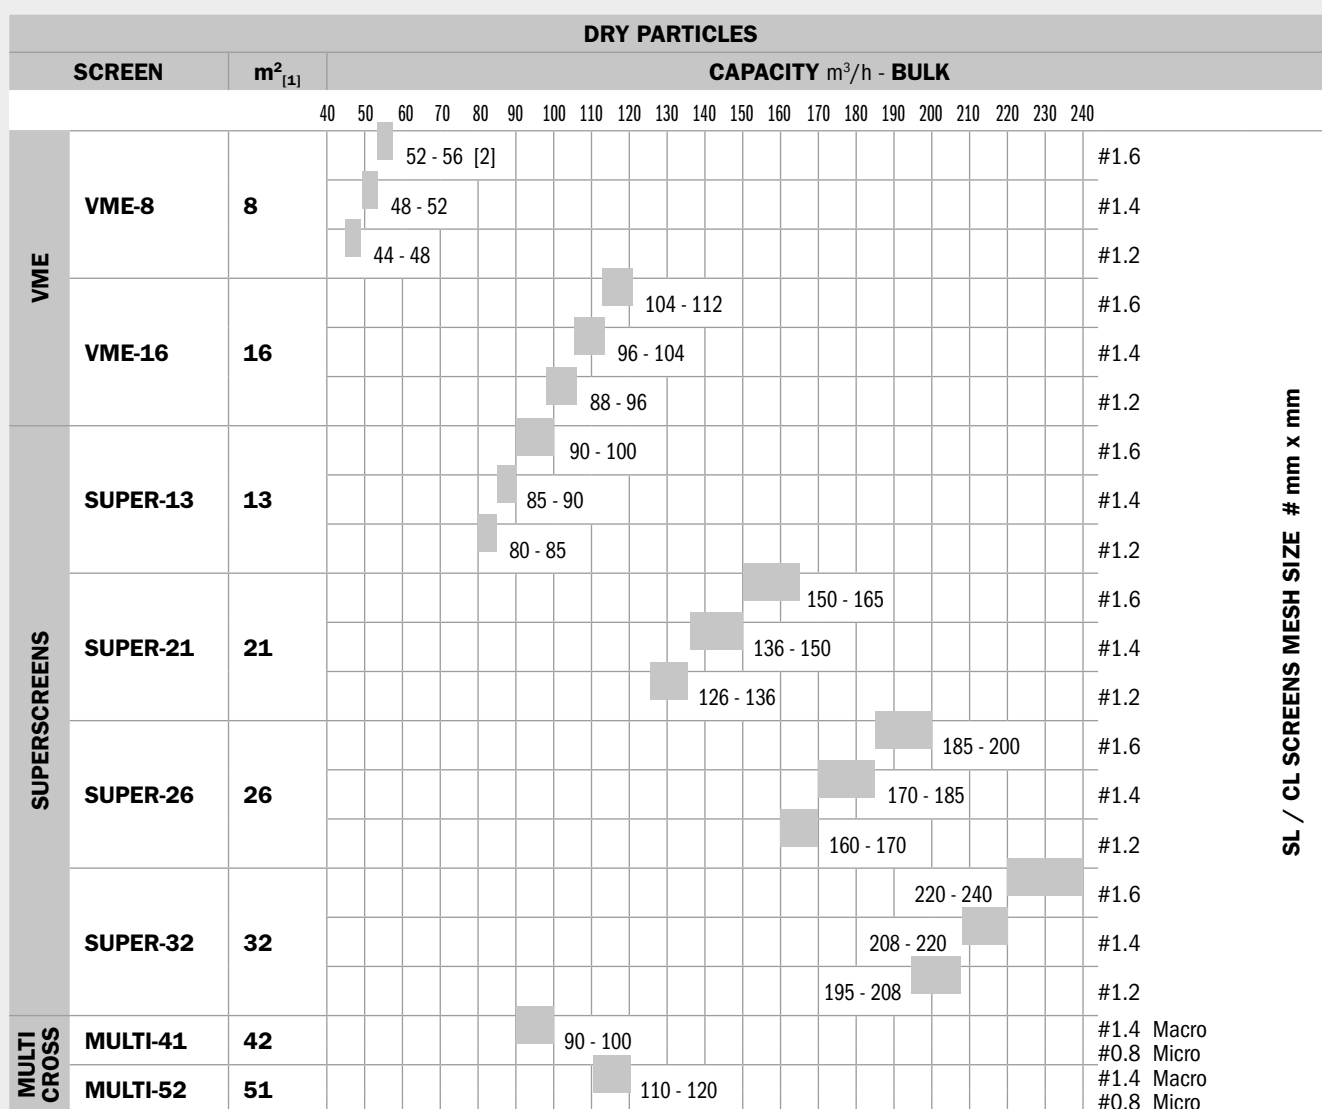 DRY PARTICLES
SCREEN m²[1] CAPACITY m³/h - BULK
40 50 60 70 80 90 100 110 120 130 140 150 160 170 180 190 200 210 220 230 240
VME
52 - 56 [2] #1.6
VME-8 8 48 - 52 #1.4
44 - 48 #1.2
104 - 112 #1.6
VME-16 16 96 - 104 #1.4
88 - 96 #1.2
SUPERSCREENS
90 - 100 #1.6
SUPER-13 13 85 - 90 #1.4
80 - 85 #1.2
150 - 165 #1.6
SUPER-21 21 136 - 150 #1.4
126 - 136 #1.2
185 - 200 #1.6
SUPER-26 26 170 - 185 #1.4
160 - 170 #1.2
220 - 240 #1.6
SUPER-32 32 208 - 220 #1.4
195 - 208 #1.2
MULTI
CROSS
MULTI-41 42 90 - 100 #1.4 Macro
#0.8 Micro
MULTI-52 51 110 - 120 #1.4 Macro
#0.8 Micro
SL / CL SCREENS MESH SIZE # mm x mm